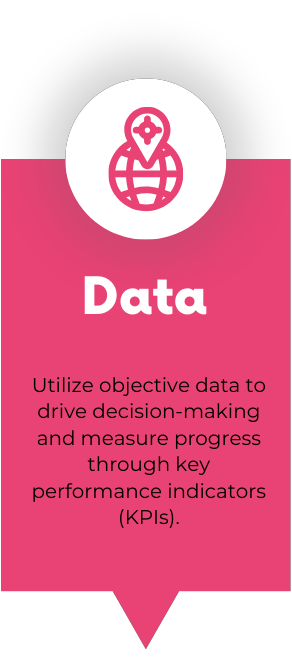 Data
Utilize objective data to
drive decision-making
and measure progress
through key
performance indicators
(KPIs).